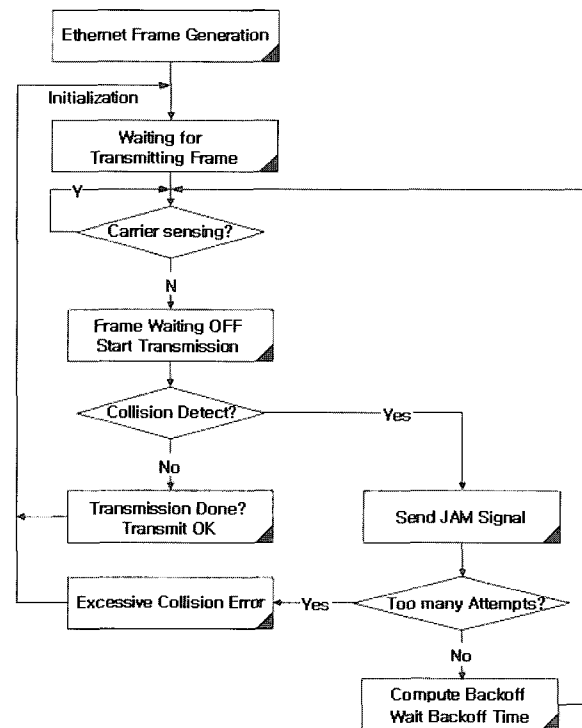 Ethernet Frame Generation
Initialization
Waiting for
Transmitting Frame
Y
Carrier sensing?
N
Frame Waiting OFF
Start Transmission
Collision Detect?
Yes
No
Transmission Done?
Transmit OK
Send JAM Signal
Excessive Collision Error
Yes
Too many Attempts?
No
Compute Backoff
Wait Backoff Time